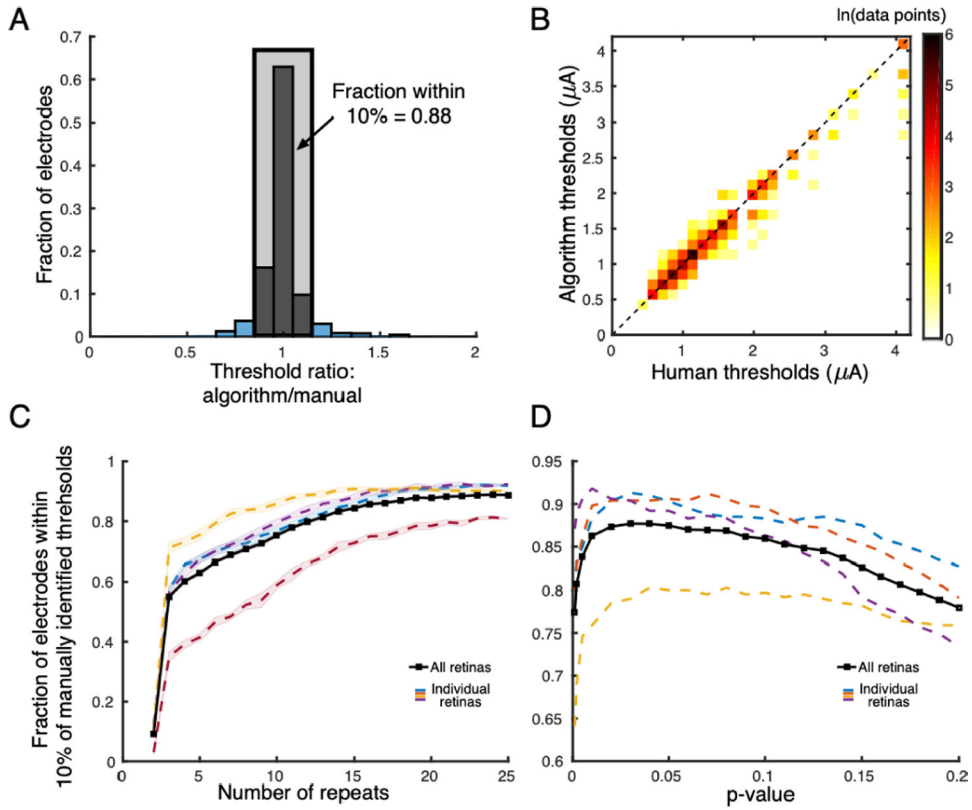 A
0.7
0.6
0.5
0.4
0.3
0.2
0.1
0
Fraction of electrodes
Fraction within
10% = 0.88
0
0.5
1
1.5
2
Threshold ratio:
algorithm/manual
B
ln(data points)
4
3.5
3
2.5
2
1.5
1
0.5
0
Algorithm thresholds (μA)
0
1
2
3
4
Human thresholds (μA)
6
5
4
3
2
1
0
C
Fraction of electrodes within
10% of manually identified threhsolds
1
0.8
0.6
0.4
0.2
0
All retinas
Individual
retinas
0
5
10
15
20
25
Number of repeats
D
0.95
0.9
0.85
0.8
0.75
0.7
0.65
0.6
All retinas
Individual
retinas
0
0.05
0.1
0.15
0.2
p-value